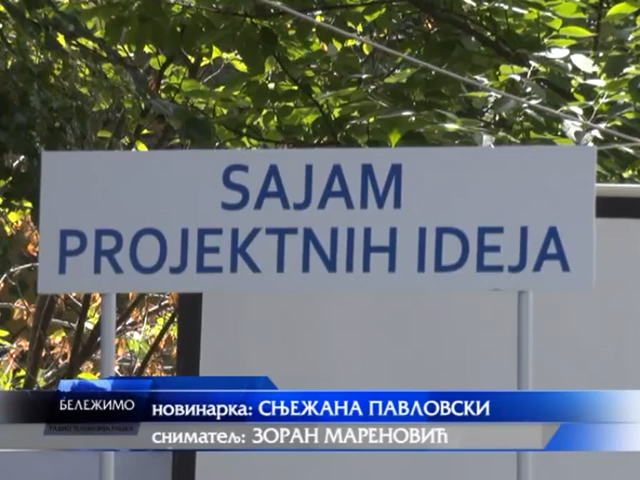 SAJAM
PROJEKTNIH IDEJA
БЕЛЕЖИМО
новинарка: СЊЕЖАНА ПАВЛОВСКИ
сниматељ: ЗОРАН МАРЕНОВИЋ